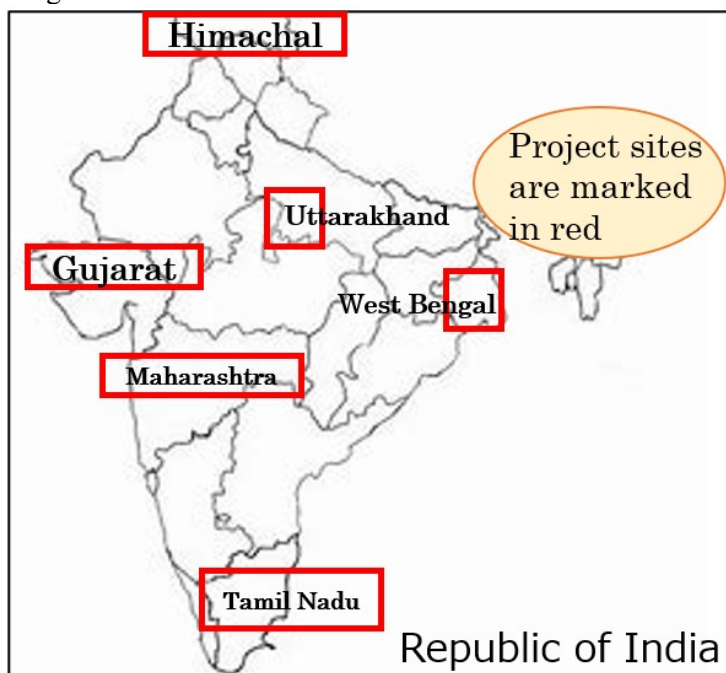 Himachal
Project sites
are marked
in red
Uttarakhand
Gujarat
West Bengal
Maharashtra
Tamil Nadu
Republic of India